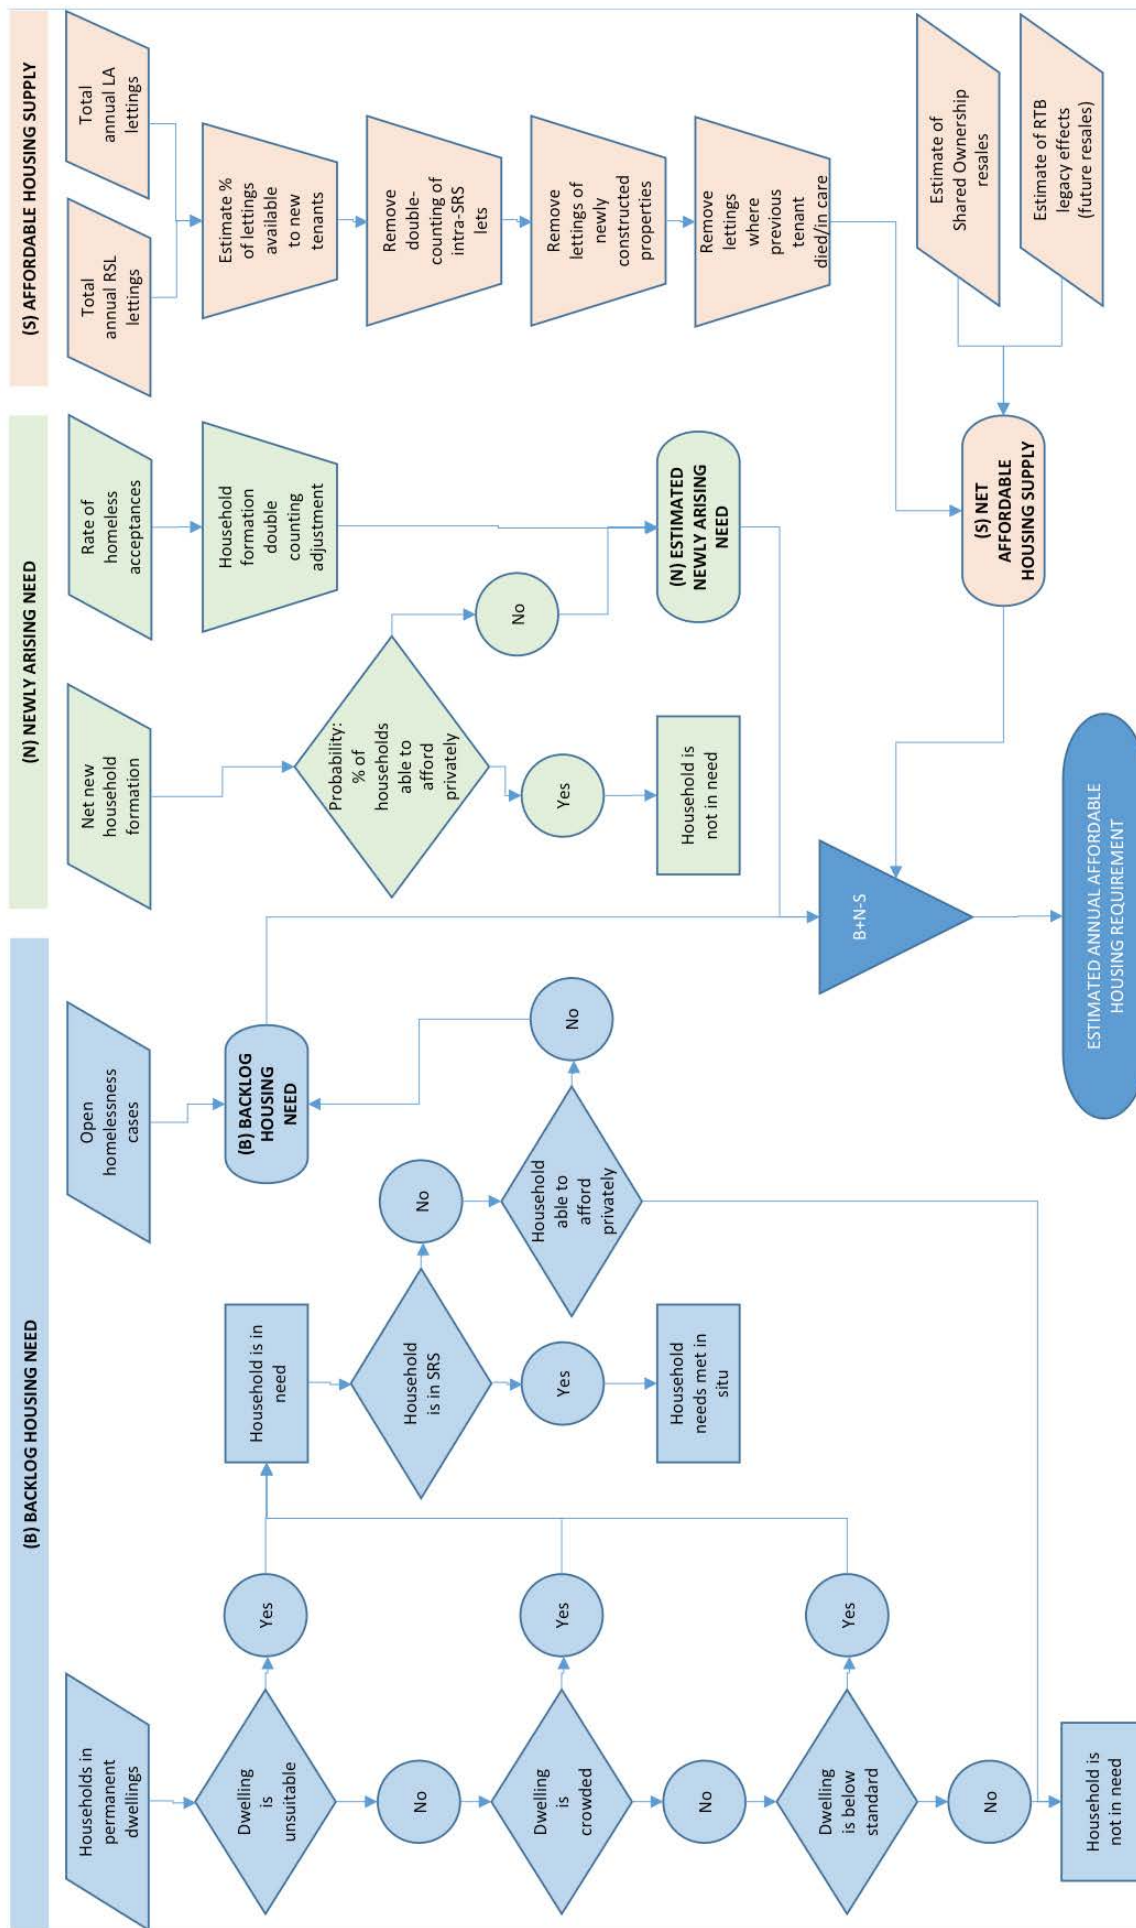 (B) BACKLOG HOUSING NEED
Households in
permanent
dwellings
Dwelling
is
unsuitable
Yes
No
Dwelling
is
crowded
Yes
No
Dwelling
is below
standard
Yes
No
Household is
not in need
Household is in
need
Household
is in SRS
No
Yes
Household
needs met in
situ
Household
able to
afford
privately
No
Open
homelessness
cases
(B) BACKLOG
HOUSING
NEED
(N) NEWLY ARISING NEED
Net new
household
formation
Probability:
% of
households
able to
afford
privately
Yes
No
Household is
not in need
Rate of
homeless
acceptances
Household
formation
double
counting
adjustment
(N) ESTIMATED
NEWLY ARISING
NEED
(S) AFFORDABLE HOUSING SUPPLY
Total
annual RSL
lettings
Total
annual LA
lettings
Estimate %
of lettings
available
to new
tenants
Remove
double-
counting of
intra-SRS
lets
Remove
lettings of
newly
constructed
properties
Remove
lettings
where
previous
tenant
died/in care
Estimate of
Shared Ownership
resales
Estimate of RTB
legacy effects
(future resales)
(S) NET
AFFORDABLE
HOUSING SUPPLY
B+N-S
ESTIMATED ANNUAL AFFORDABLE
HOUSING REQUIREMENT